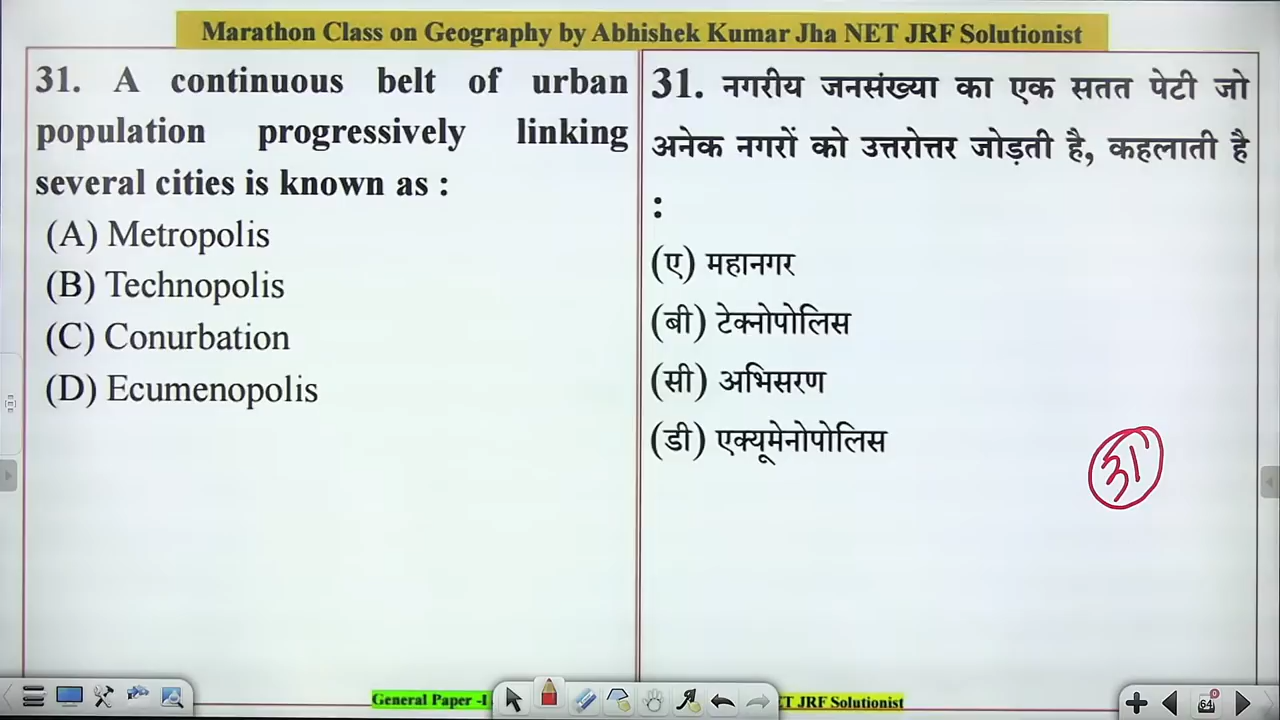 Marathon Class on Geography by Abhishek Kumar Jha NET JRF Solutionist
31. A continuous belt of urban
population progressively linking
several cities is known as :
(A) Metropolis
(B) Technopolis
(C) Conurbation
(D) Ecumenopolis
31. नगरीय जनसंख्या का एक सतत पेटी जो
अनेक नगरों को उत्तरोत्तर जोड़ती है, कहलाती है
:
(ए) महानगर
(बी) टेक्नोपोलिस
(सी) अभिसरण
(डी) एक्यूमेनोपोलिस
31
General Paper -I
T JRF Solutionist
64